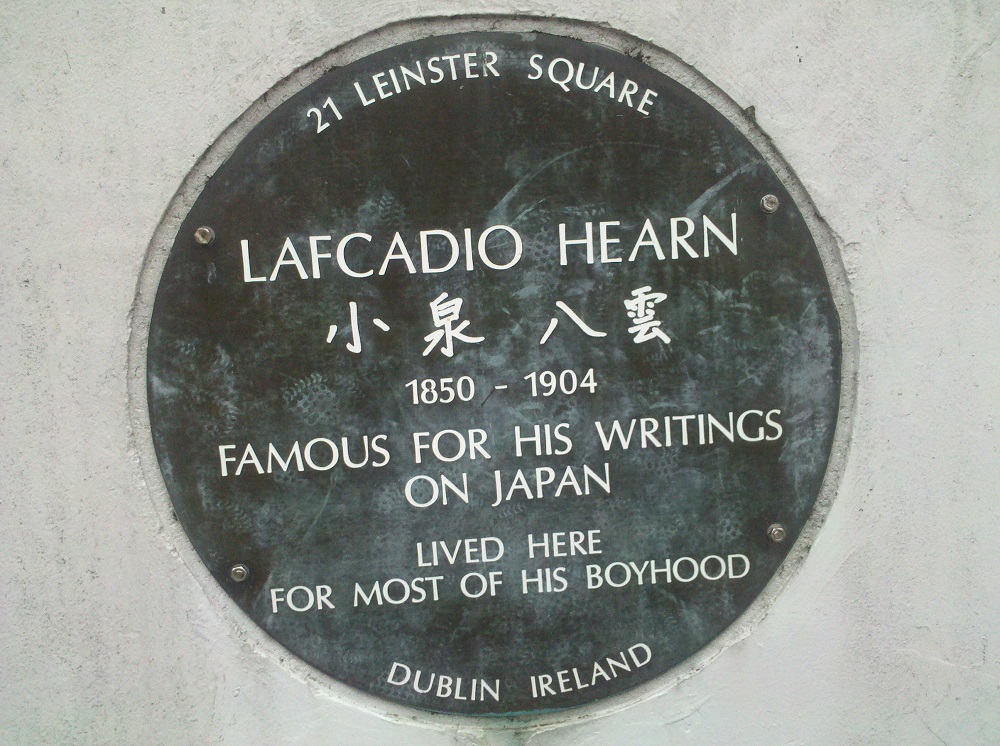 21 LEINSTER SQUARE
LAFCADIO HEARN
小泉 八雲
1850 - 1904
FAMOUS FOR HIS WRITINGS
ON JAPAN
LIVED HERE
FOR MOST OF HIS BOYHOOD
DUBLIN IRELAND